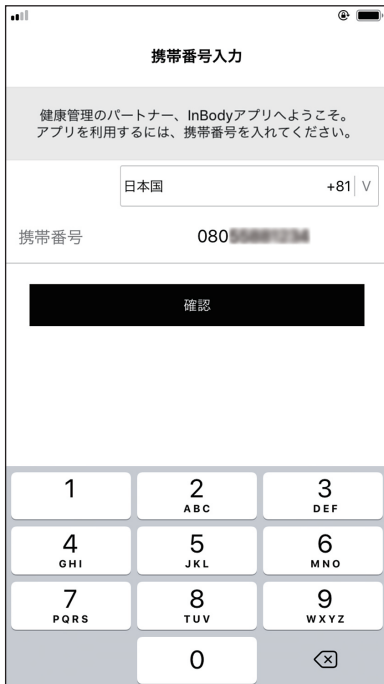 携帯番号入力
健康管理のパートナー、InBodyアプリへようこそ。
アプリを利用するには、携帯番号を入れてください。
日本国 +81 V
携帯番号 080
確認
1 2 3
ABC DEF
4 5 6
GHI JKL MNO
7 8 9
PQRS TUV WXYZ
0